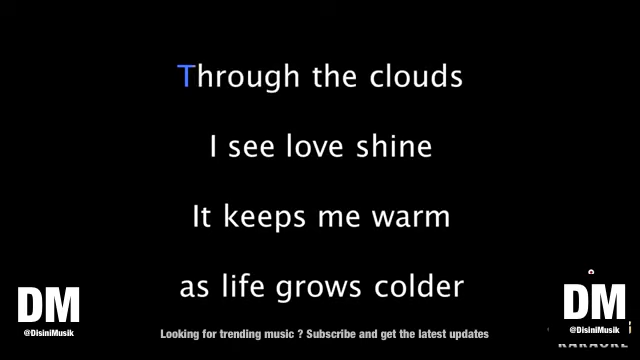 Through the clouds
I see love shine
It keeps me warm
as life grows colder
DM
@DisiniMusik
Looking for trending music ? Subscribe and get the latest updates
DM
@DisiniMusik
KARAOKE